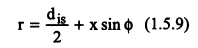 r = d_is/2 + x sin ϕ (1.5.9)